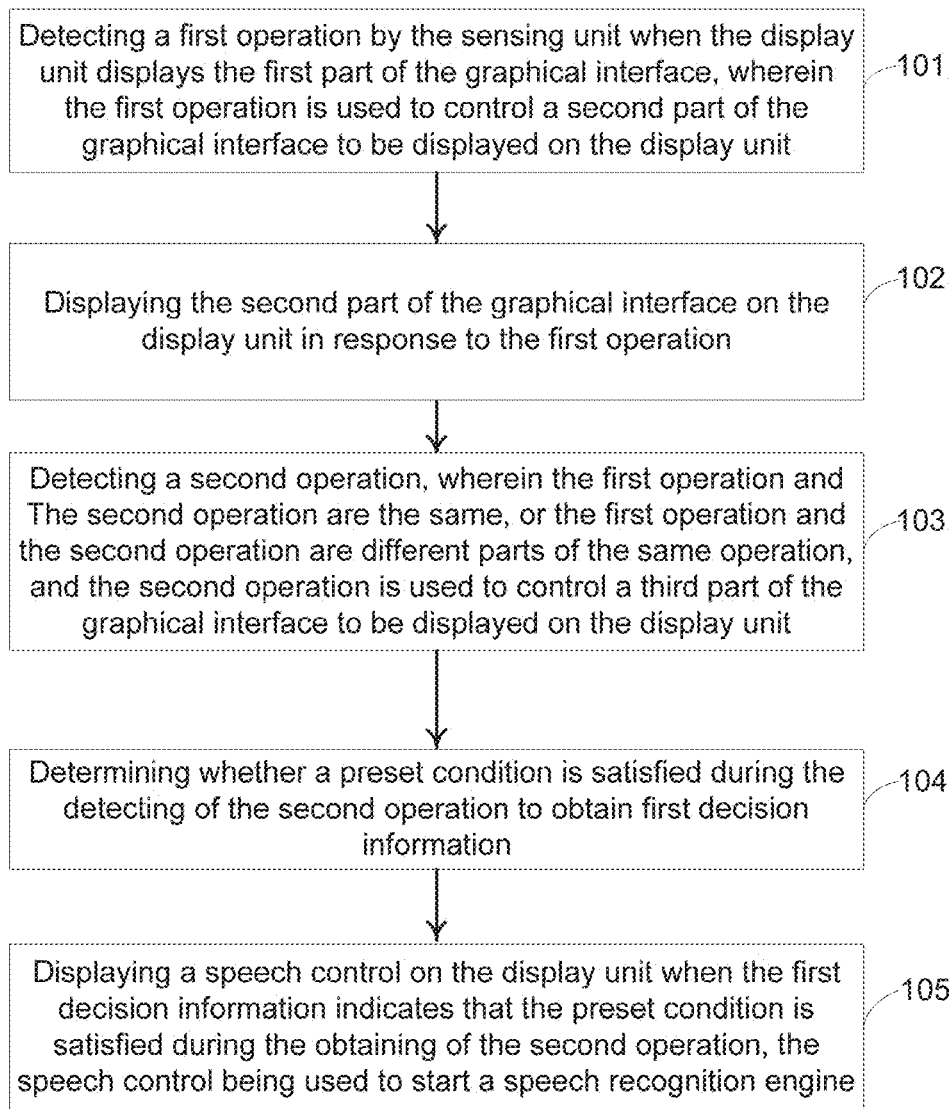 Detecting a first operation by the sensing unit when the display
unit displays the first part of the graphical interface, wherein
the first operation is used to control a second part of the
graphical interface to be displayed on the display unit
101
Displaying the second part of the graphical interface on the
display unit in response to the first operation
102
Detecting a second operation, wherein the first operation and
The second operation are the same, or the first operation and
the second operation are different parts of the same operation,
and the second operation is used to control a third part of the
graphical interface to be displayed on the display unit
103
Determining whether a preset condition is satisfied during the
detecting of the second operation to obtain first decision
information
104
Displaying a speech control on the display unit when the first
decision information indicates that the preset condition is
satisfied during the obtaining of the second operation, the
speech control being used to start a speech recognition engine
105